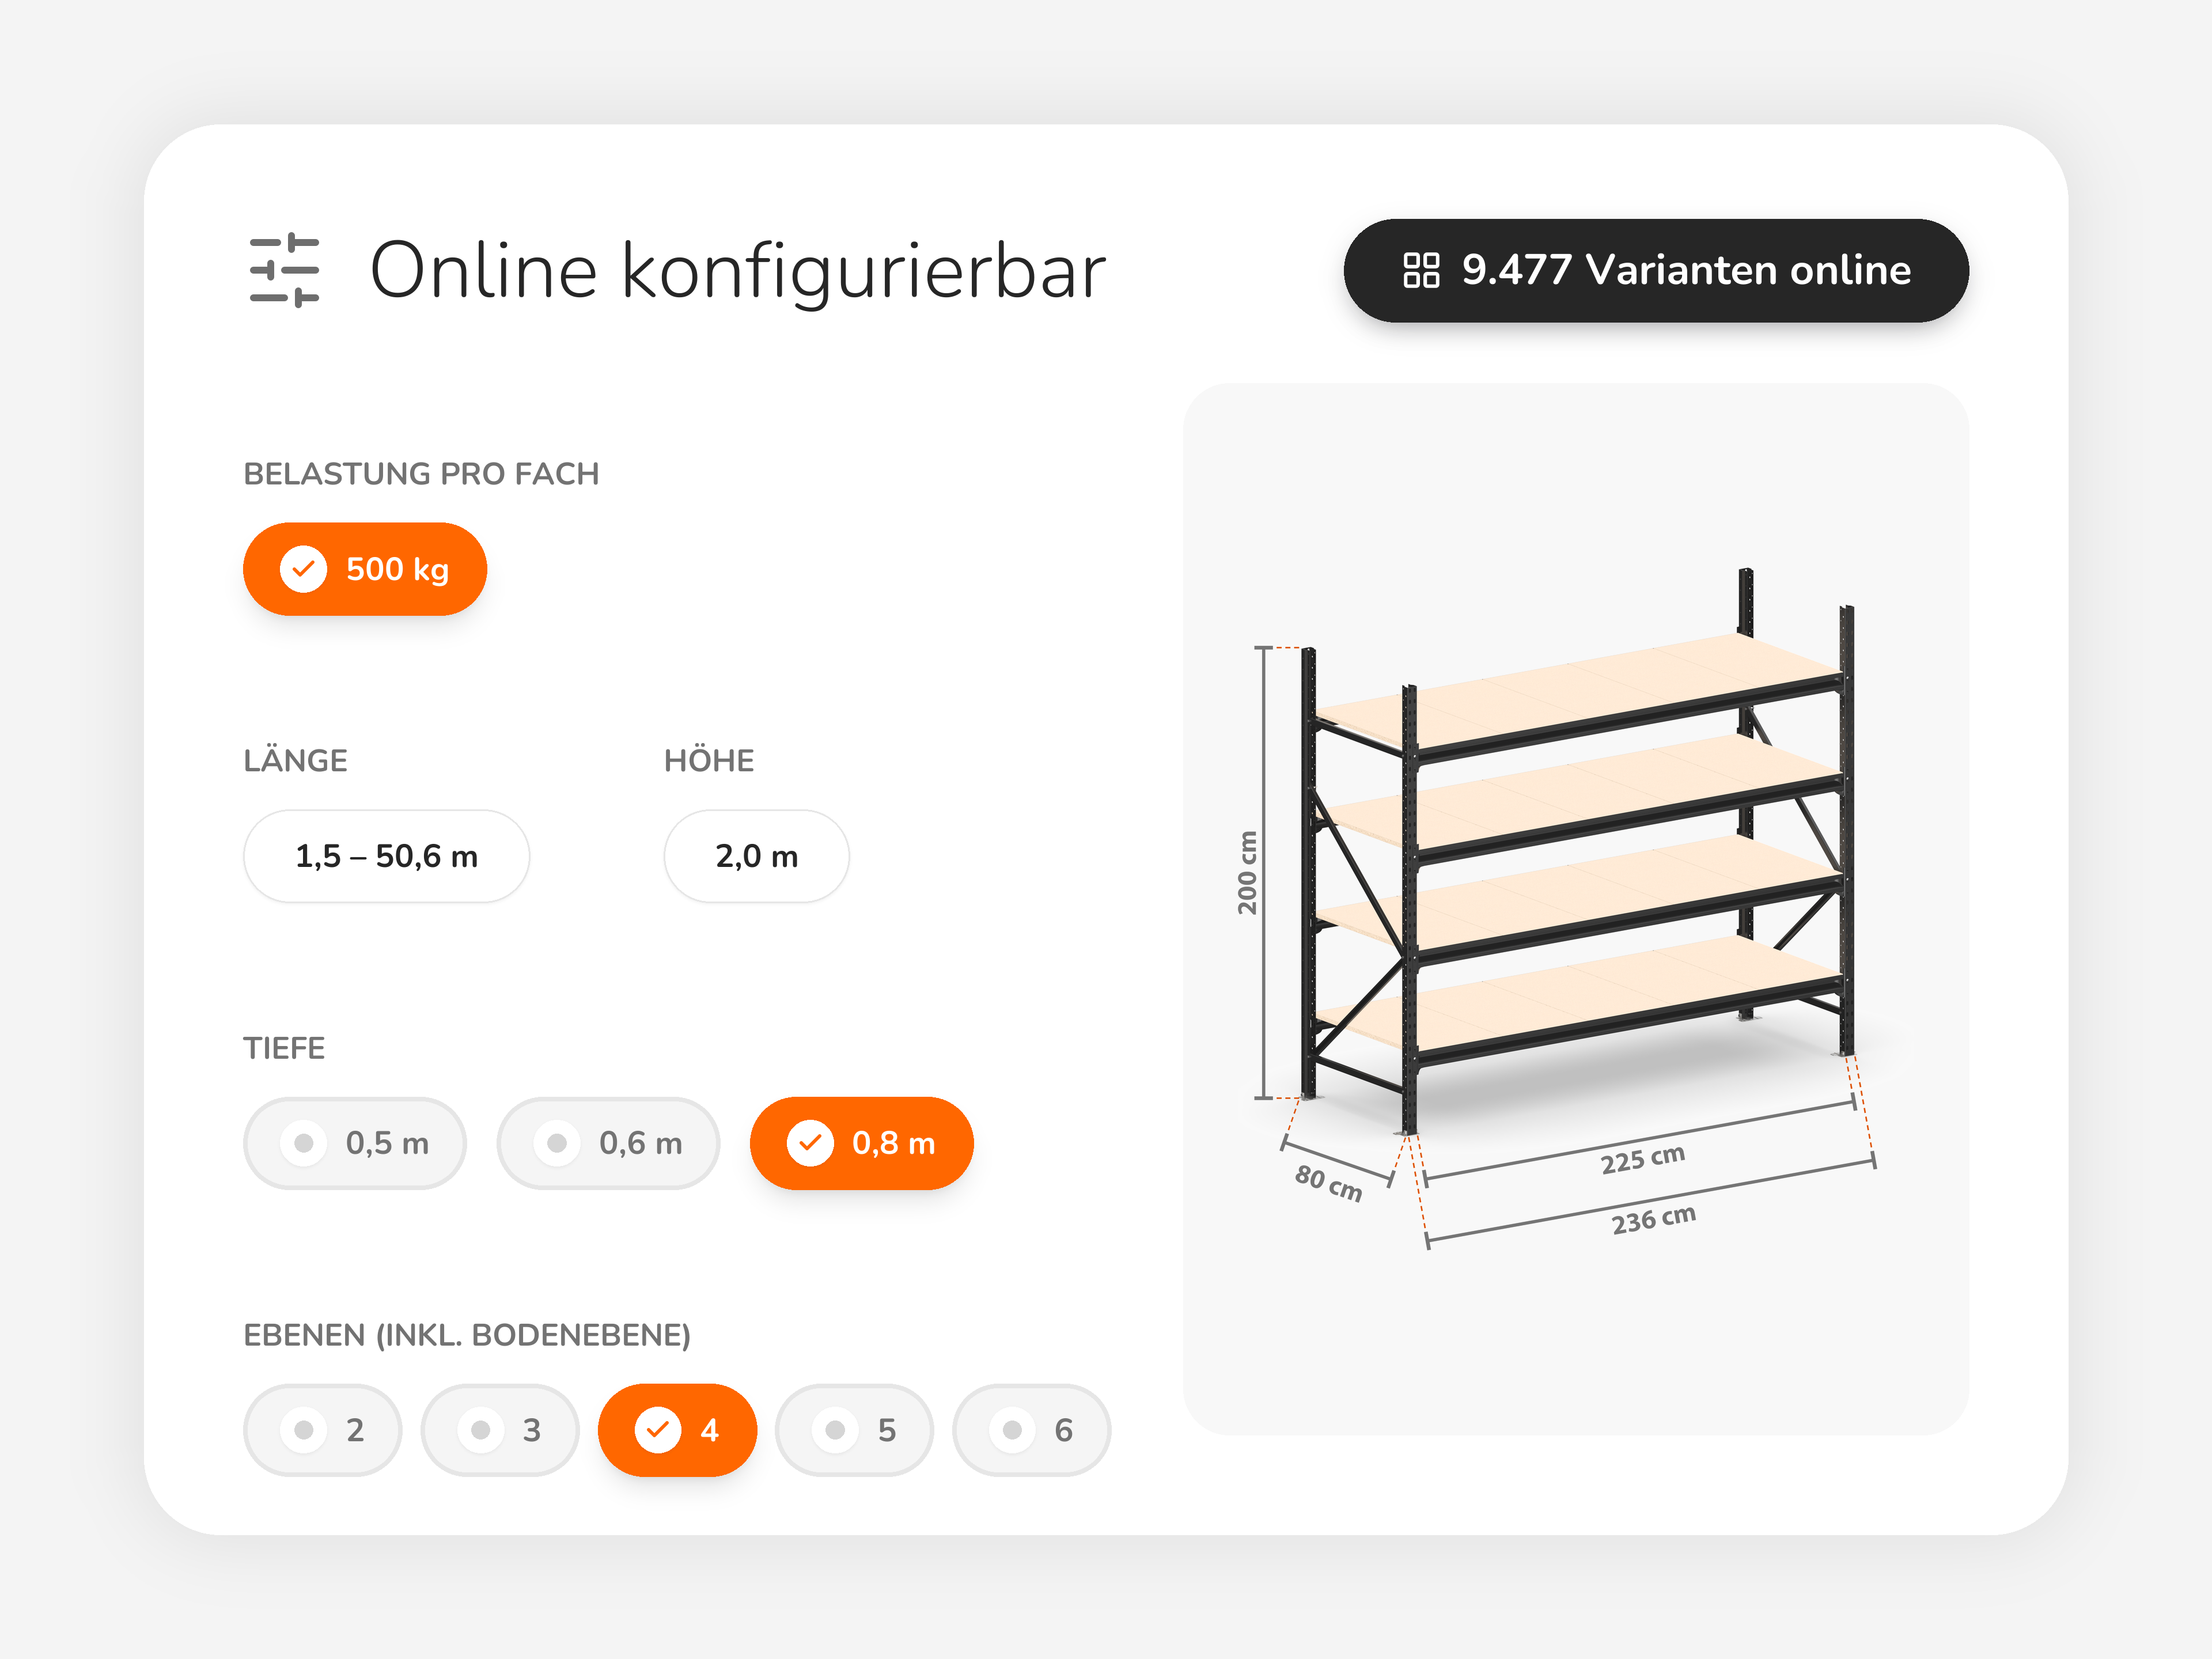 Online konfigurierbar
9.477 Varianten online
BELASTUNG PRO FACH
500 kg
LÄNGE
HÖHE
1,5 – 50,6 m
2,0 m
TIEFE
0,5 m
0,6 m
0,8 m
EBENEN (INKL. BODENEBENE)
2
3
4
5
6
200 cm
80 cm
225 cm
236 cm